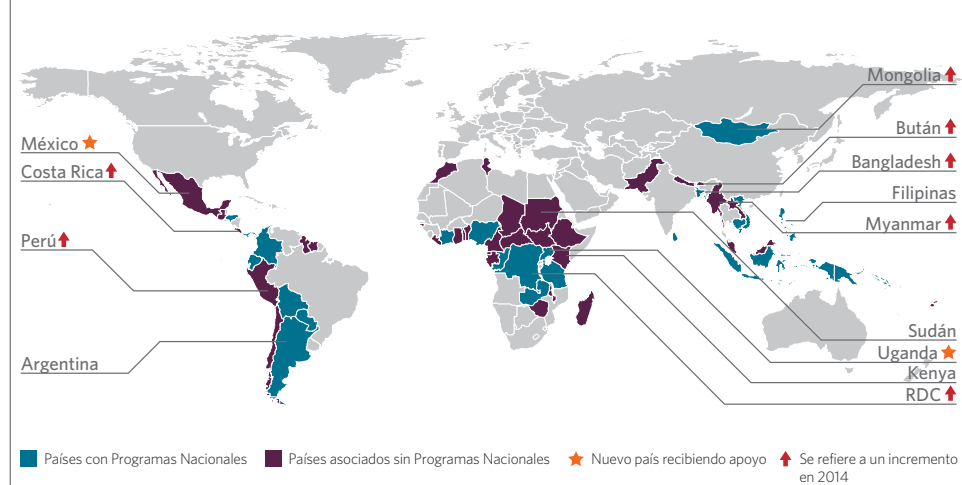 Mongolia
Bután
México
Bangladesh
Costa Rica
Filipinas
Myanmar
Perú
Sudán
Uganda
Argentina
Kenya
RDC
Países con Programas Nacionales
Países asociados sin Programas Nacionales
Nuevo país recibiendo apoyo
Se refiere a un incremento
en 2014